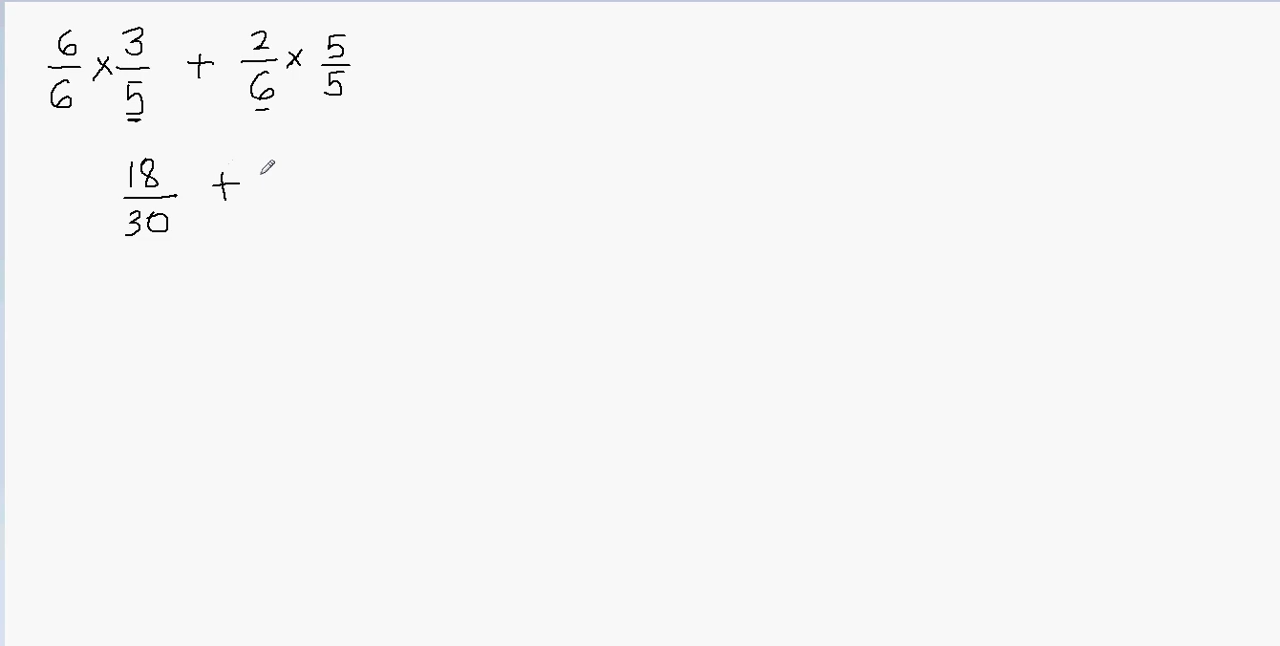 6/6 × 3/5 + 2/6 × 5/5
18/30 +